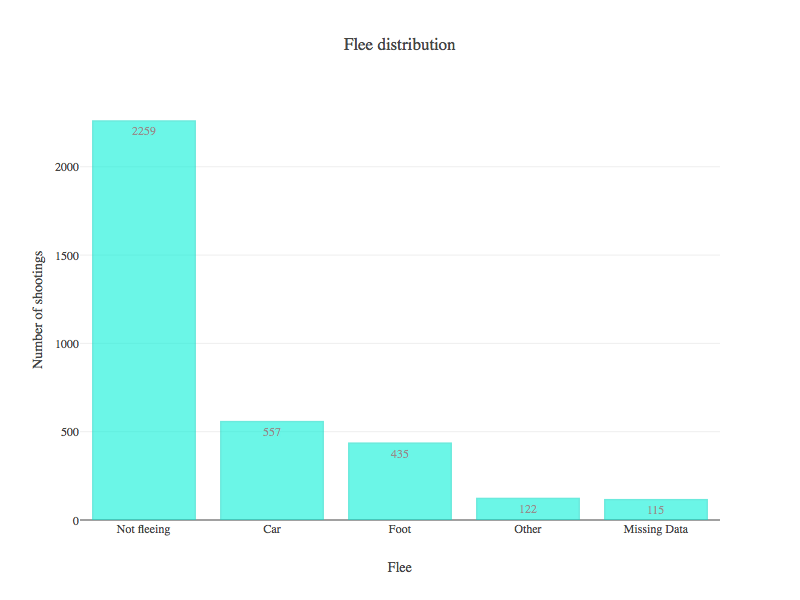 Flee distribution
Number of shootings
2000
1500
1000
500
0
2259
557
435
122
115
Not fleeing
Car
Foot
Other
Missing Data
Flee